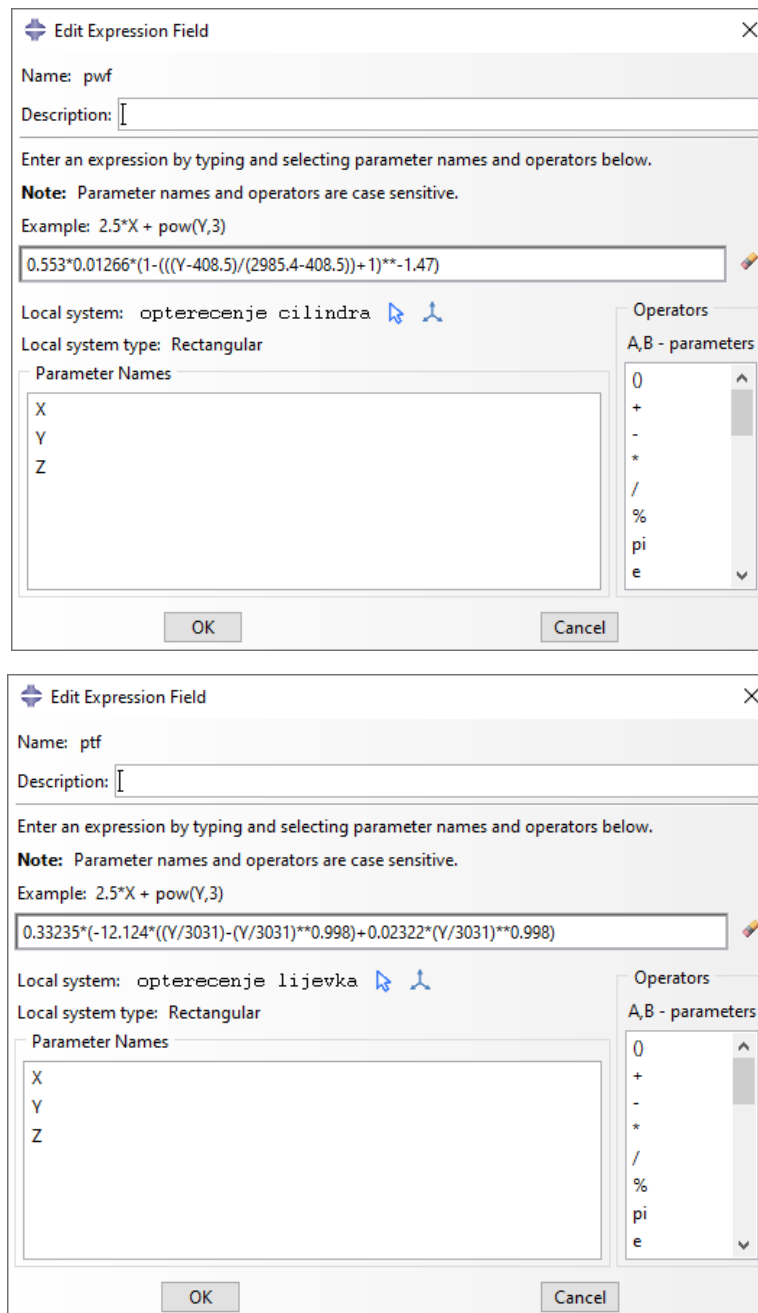 Edit Expression Field
Name: pwf
Description:
Enter an expression by typing and selecting parameter names and operators below.
Note: Parameter names and operators are case sensitive.
Example: 2.5*X + pow(Y,3)
0.553*0.01266*(1-(((Y-408.5)/(2985.4-408.5))+1)**-1.47)
Local system: opterecenje cilindra
Local system type: Rectangular
Parameter Names
X
Y
Z
Operators
A,B - parameters
()
+
-
*
/
%
pi
e
OK
Cancel
Edit Expression Field
Name: ptf
Description:
Enter an expression by typing and selecting parameter names and operators below.
Note: Parameter names and operators are case sensitive.
Example: 2.5*X + pow(Y,3)
0.33235*(-12.124*((Y/3031)-(Y/3031)**0.998)+0.02322*(Y/3031)**0.998)
Local system: opterecenje lijevka
Local system type: Rectangular
Parameter Names
X
Y
Z
Operators
A,B - parameters
()
+
-
*
/
%
pi
e
OK
Cancel